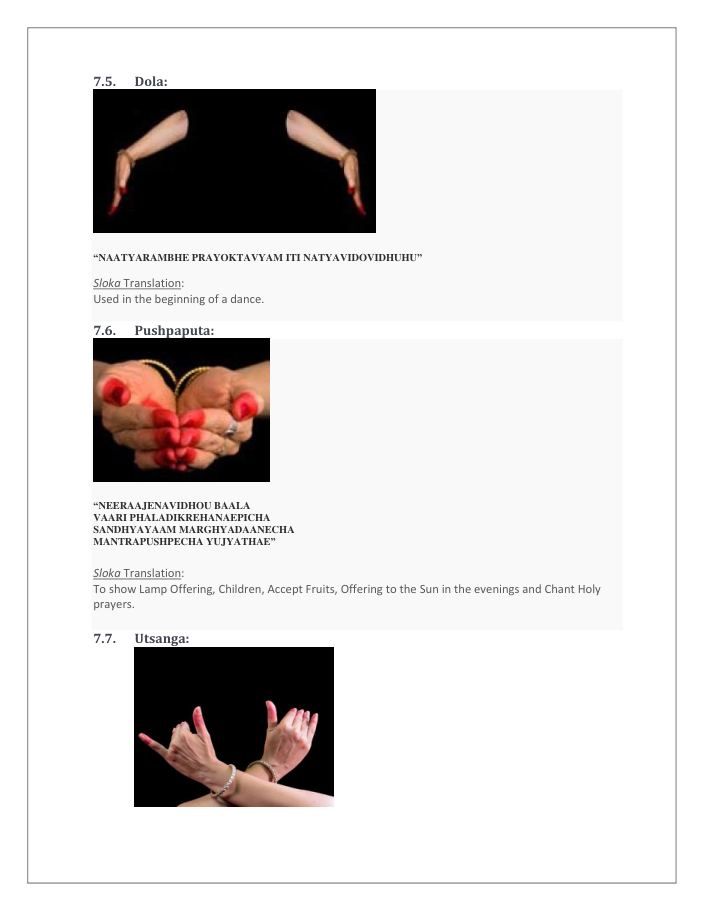 7.5. Dola:
“NAATYARAMBHE PRAYOKTAVYAM ITI NATYAVIDOVIDHUHU”
Sloka Translation:
Used in the beginning of a dance.
7.6. Pushpaputa:
“NEERAAJENAVIDHOU BAALA
VAARI PHALADIKREHANAEPICHA
SANDHYAYAAM MARGHYADAANECHA
MANTRAPUSHPECHA YUJYATHAE”
Sloka Translation:
To show Lamp Offering, Children, Accept Fruits, Offering to the Sun in the evenings and Chant Holy
prayers.
7.7. Utsanga: